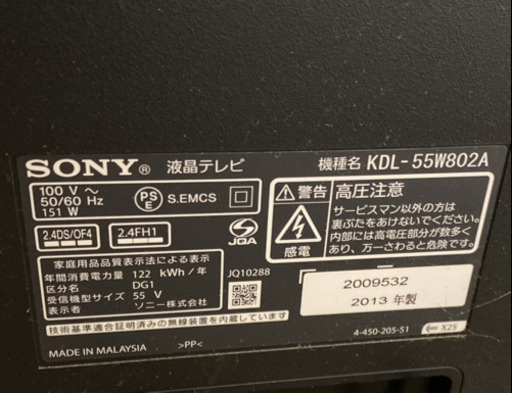 SONY® 液晶テレビ 機種名 KDL-55W802A
100 V ~
50/60 Hz
151 W
PSE S.EMCS
2.4DS/OF4 2.4FH1
JQA
JQ10288
家庭用品品質表示法による表示
年間消費電力量 122 kWh/年
区分名 DG1
受信機型サイズ 55 V
表示者 ソニー株式会社
技術基準適合証明済みの無線装置を内蔵しています
MADE IN MALAYSIA >PP<
警告 高圧注意
感電
サービスマン以外の方は
裏ぶたをあけないでください。
内部には高電圧部分が数多く
あり、万一さわると危険です。
2009532
2013 年製
4-450-205-51 X25